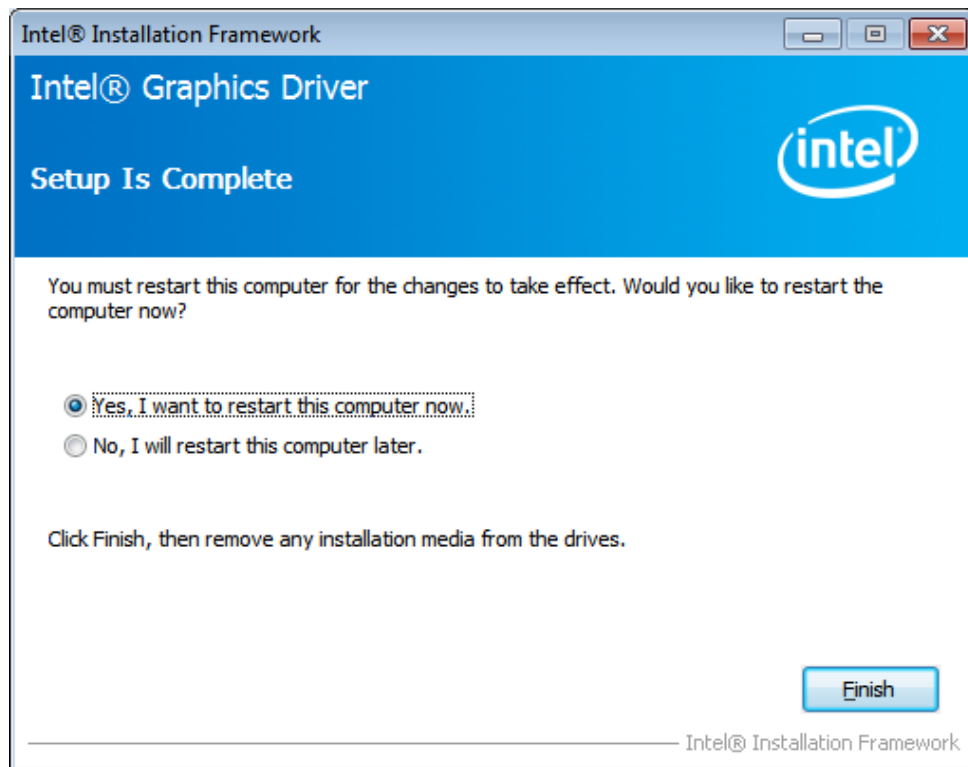 Intel® Installation Framework
Intel® Graphics Driver
intel
Setup Is Complete
You must restart this computer for the changes to take effect. Would you like to restart the
computer now?
Yes, I want to restart this computer now.
No, I will restart this computer later.
Click Finish, then remove any installation media from the drives.
Finish
Intel® Installation Framework